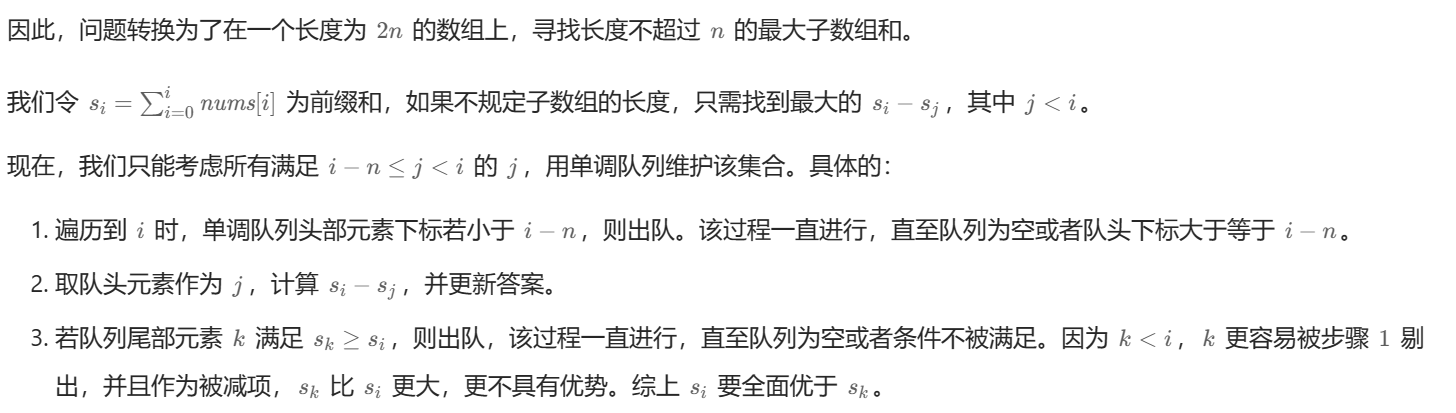 因此，问题转换为了在一个长度为 2n 的数组上，寻找长度不超过 n 的最大子数组和。
我们令 s_i = ∑_{i=0}^{i} nums[i] 为前缀和，如果不规定子数组的长度，只需找到最大的 s_i − s_j，其中 j < i。
现在，我们只能考虑所有满足 i − n ≤ j < i 的 j，用单调队列维护该集合。具体的：
1. 遍历到 i 时，单调队列头部元素下标若小于 i − n，则出队。该过程一直进行，直至队列为空或者队头下标大于等于 i − n。
2. 取队头元素作为 j，计算 s_i − s_j，并更新答案。
3. 若队列尾部元素 k 满足 s_k ≥ s_i，则出队，该过程一直进行，直至队列为空或者条件不被满足。因为 k < i，k 更容易被步骤 1 剔
出，并且作为被减项，s_k 比 s_i 更大，更不具有优势。综上 s_i 要全面优于 s_k。